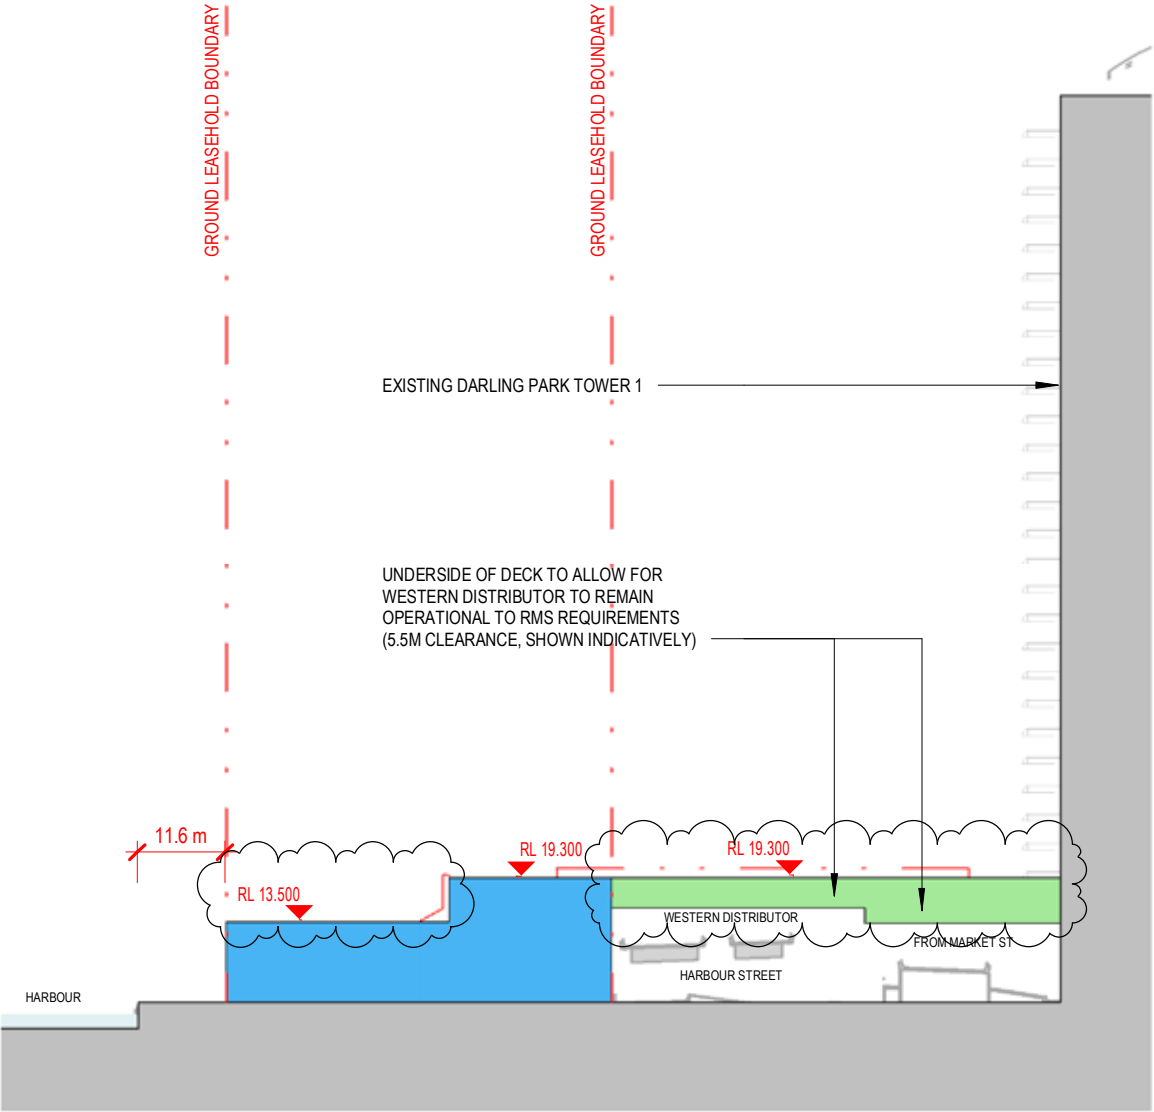 GROUND LEASEHOLD BOUNDARY
GROUND LEASEHOLD BOUNDARY
EXISTING DARLING PARK TOWER 1
UNDERSIDE OF DECK TO ALLOW FOR
WESTERN DISTRIBUTOR TO REMAIN
OPERATIONAL TO RMS REQUIREMENTS
(5.5M CLEARANCE, SHOWN INDICATIVELY)
11.6 m
RL 19.300
RL 19.300
RL 13.500
WESTERN DISTRIBUTOR
FROM MARKET ST
HARBOUR STREET
HARBOUR